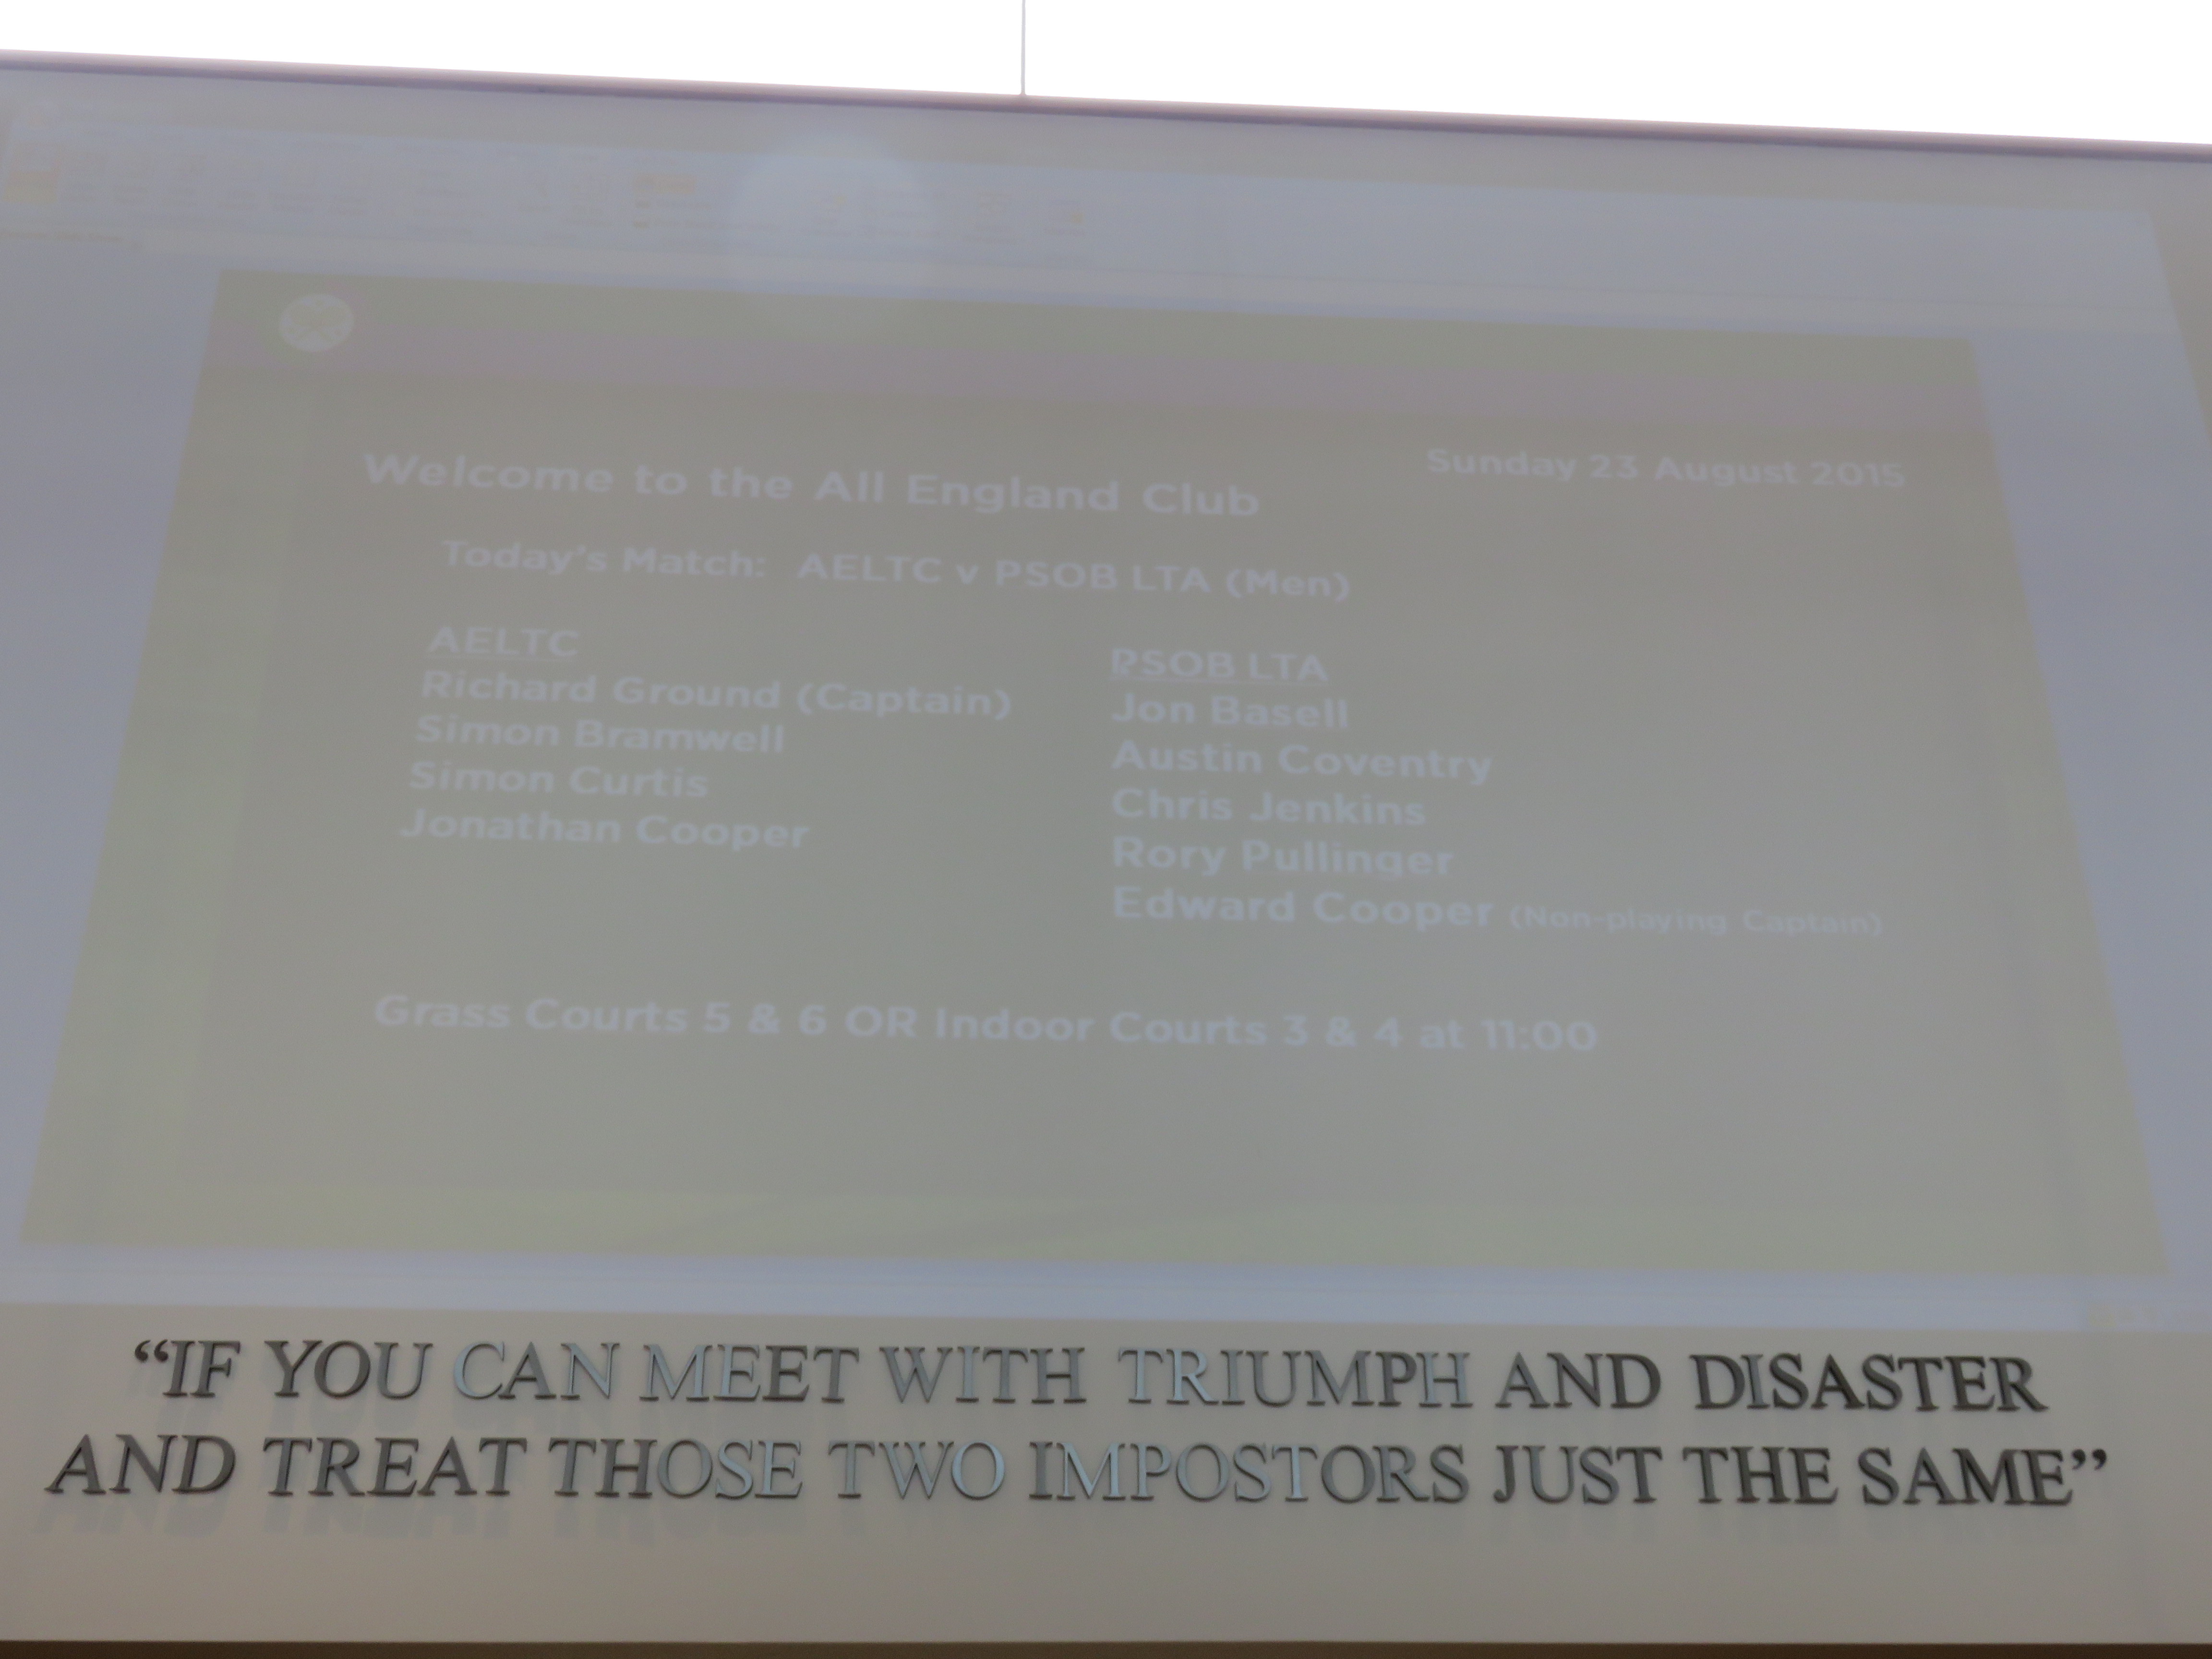 Welcome to the All England Club
Sunday 23 August 2015
Today's Match: AELTC v PSOB LTA (Men)
AELTC
Richard Ground (Captain)
Simon Bramwell
Simon Curtis
Jonathan Cooper
PSOB LTA
Jon Basell
Austin Coventry
Chris Jenkins
Rory Pullinger
Edward Cooper (Non-playing Captain)
Grass Courts 5 & 6 OR Indoor Courts 3 & 4 at 11:00
“IF YOU CAN MEET WITH TRIUMPH AND DISASTER
AND TREAT THOSE TWO IMPOSTORS JUST THE SAME”